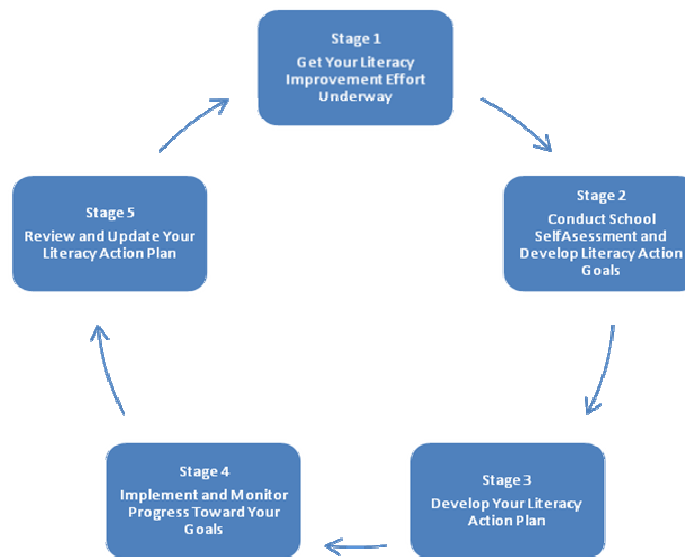 Stage 1
Get Your Literacy
Improvement Effort
Underway
Stage 2
Conduct School
SelfAsessment and
Develop Literacy Action
Goals
Stage 3
Develop Your Literacy
Action Plan
Stage 4
Implement and Monitor
Progress Toward Your
Goals
Stage 5
Review and Update Your
Literacy Action Plan